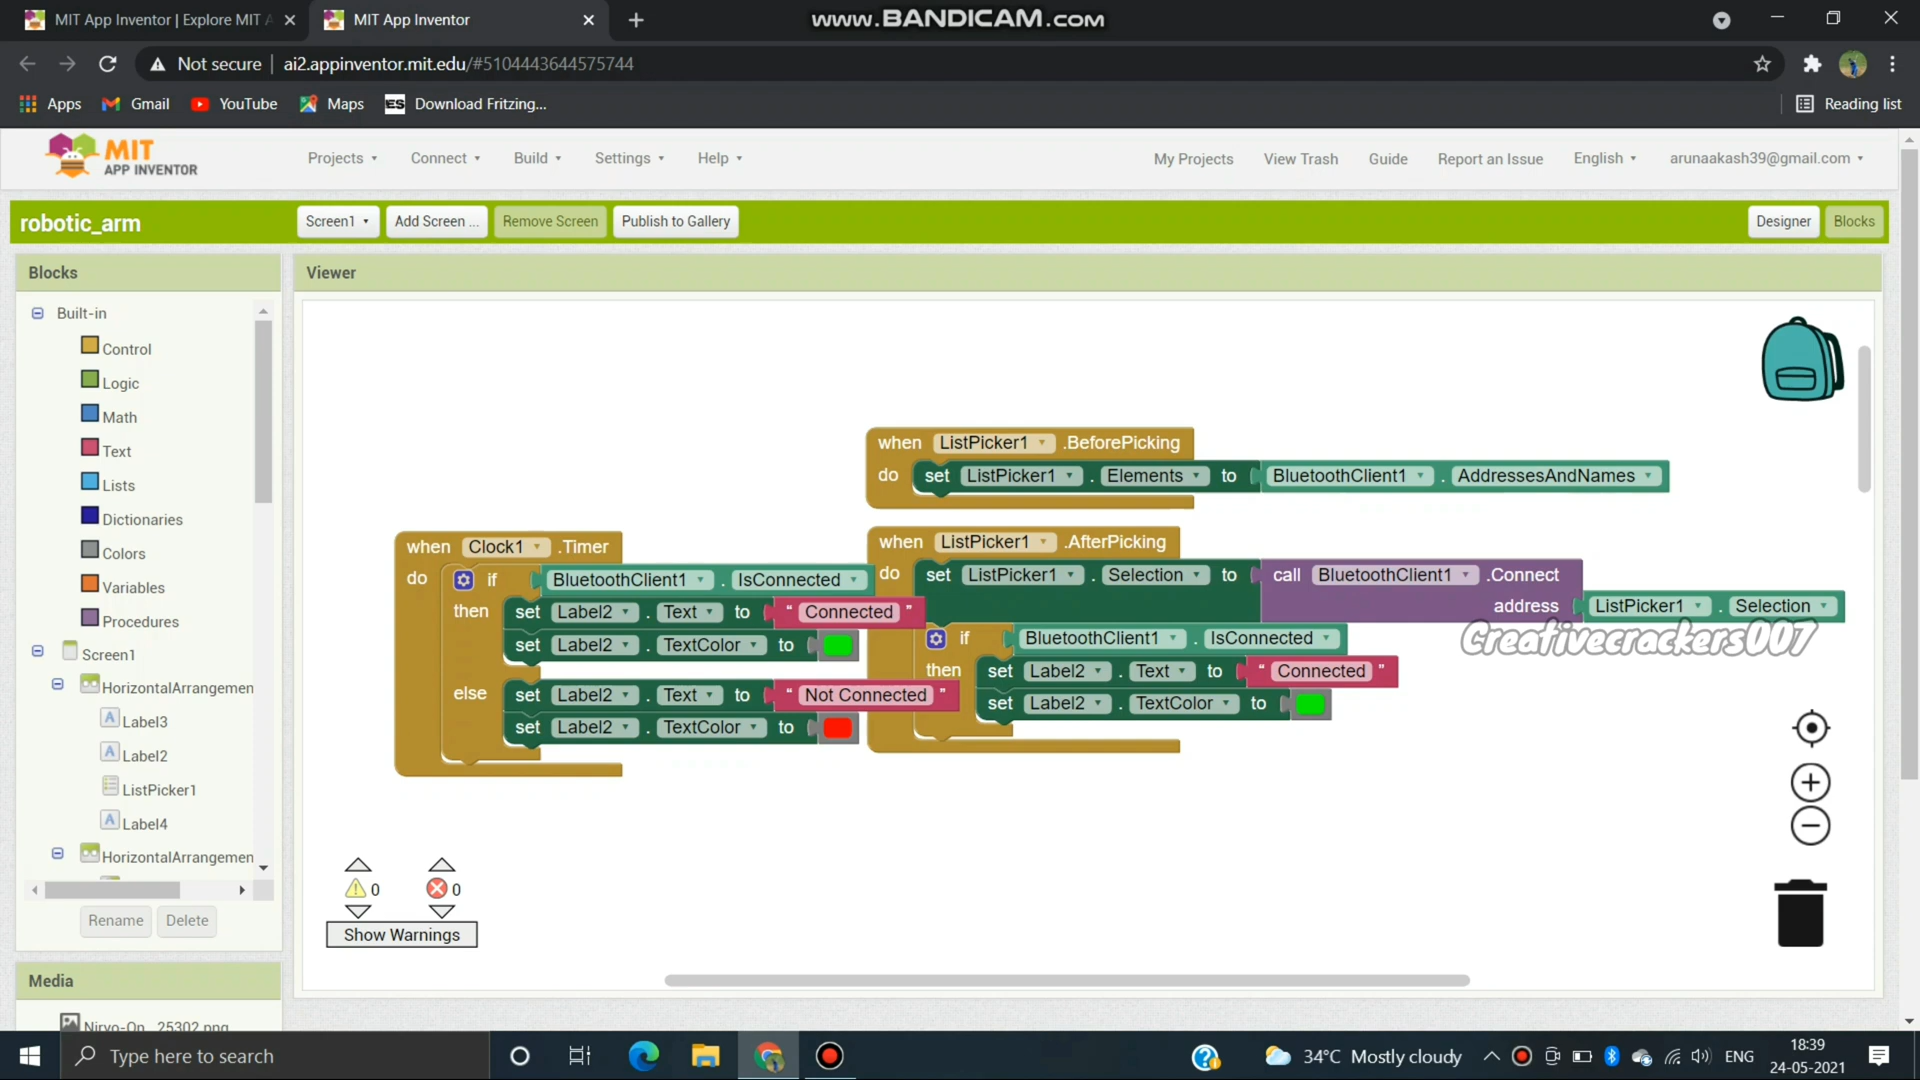 MIT App Inventor | Explore MIT A
MIT App Inventor
www.BANDICAM.com
Not secure | ai2.appinventor.mit.edu/#5104443644575744
Apps Gmail YouTube Maps Download Fritzing... Reading list
MIT
APP INVENTOR
Projects Connect Build Settings Help My Projects View Trash Guide Report an Issue English arunaakash39@gmail.com
robotic_arm Screen1 Add Screen ... Remove Screen Publish to Gallery Designer Blocks
Blocks
Viewer
Built-in
Control
Logic
Math
Text
Lists
Dictionaries
Colors
Variables
Procedures
Screen1
HorizontalArrangemen
Label3
Label2
ListPicker1
Label4
HorizontalArrangemen
Rename Delete
Media
Niryo-On...25302.png
when ListPicker1 .BeforePicking
do set ListPicker1 . Elements to BluetoothClient1 . AddressesAndNames
when Clock1 .Timer
do if BluetoothClient1 . IsConnected
then set Label2 . Text to " Connected "
set Label2 . TextColor to
else set Label2 . Text to " Not Connected "
set Label2 . TextColor to
when ListPicker1 .AfterPicking
do set ListPicker1 . Selection to call BluetoothClient1 .Connect
address ListPicker1 . Selection
if BluetoothClient1 . IsConnected
then set Label2 . Text to " Connected "
set Label2 . TextColor to
Creativecrackers007
0 0
Show Warnings
Type here to search
34°C Mostly cloudy
ENG
18:39
24-05-2021